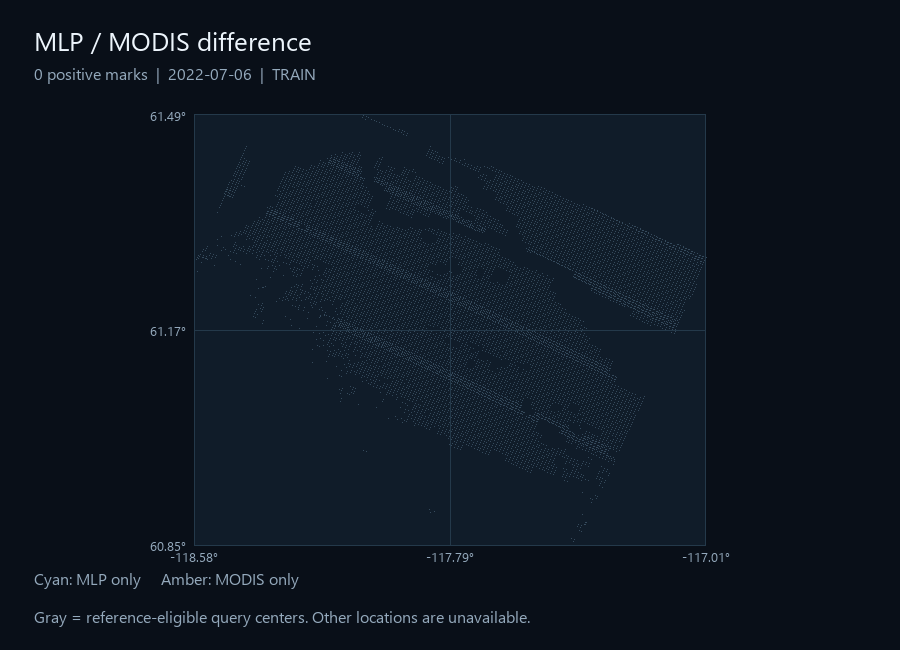 MLP / MODIS difference
0 positive marks | 2022-07-06 | TRAIN
61.49°
61.17°
60.85°
-118.58° -117.79° -117.01°
Cyan: MLP only Amber: MODIS only
Gray = reference-eligible query centers. Other locations are unavailable.